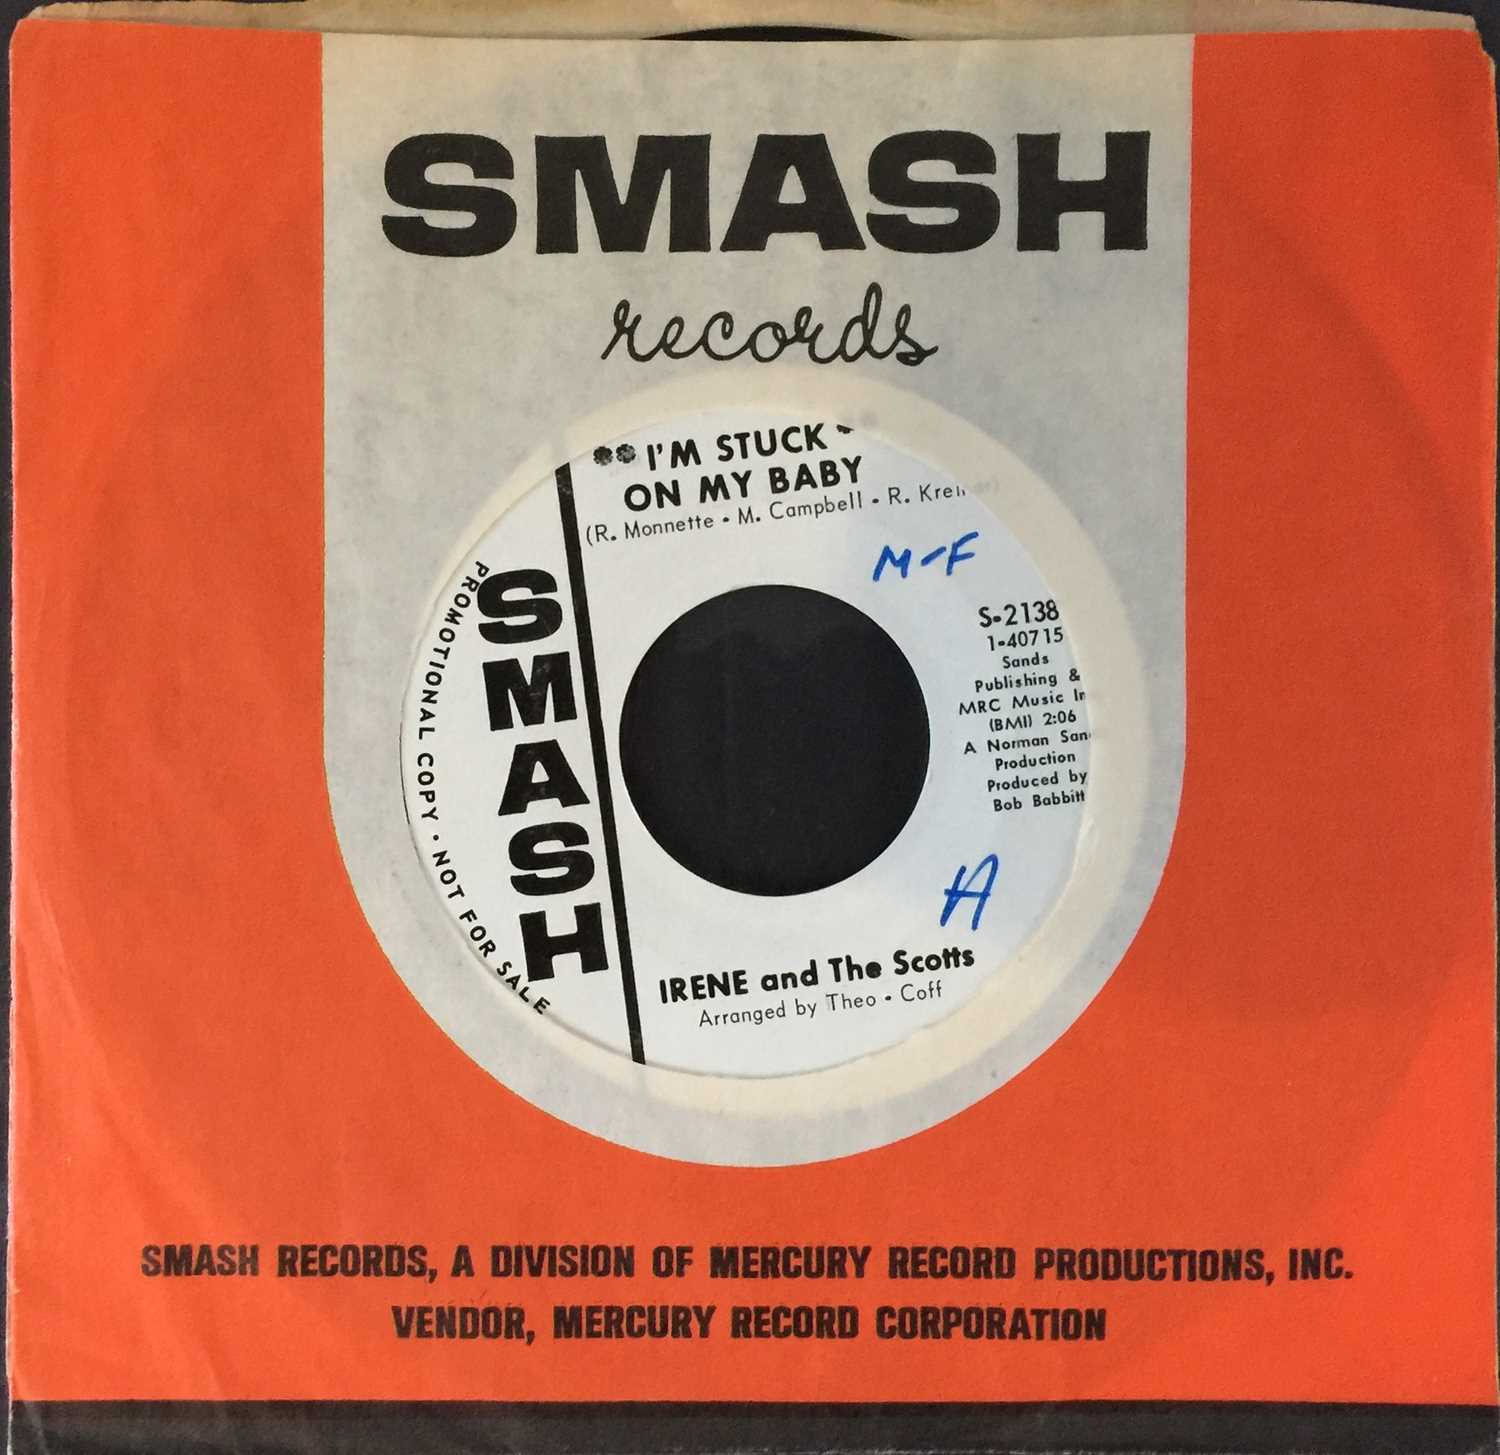 SMASH
records
I'M STUCK
ON MY BABY
(R. Monnette • M. Campbell • R. Krei
M-F
S-2138
1-40715
Sands
Publishing &
MRC Music In
(BMI) 2:06
A Norman San
Production
Produced by
Bob Babbitt
SMASH
PROMOTIONAL COPY • NOT FOR SALE
A
IRENE and The Scotts
Arranged by Theo - Coff
SMASH RECORDS, A DIVISION OF MERCURY RECORD PRODUCTIONS, INC.
VENDOR, MERCURY RECORD CORPORATION